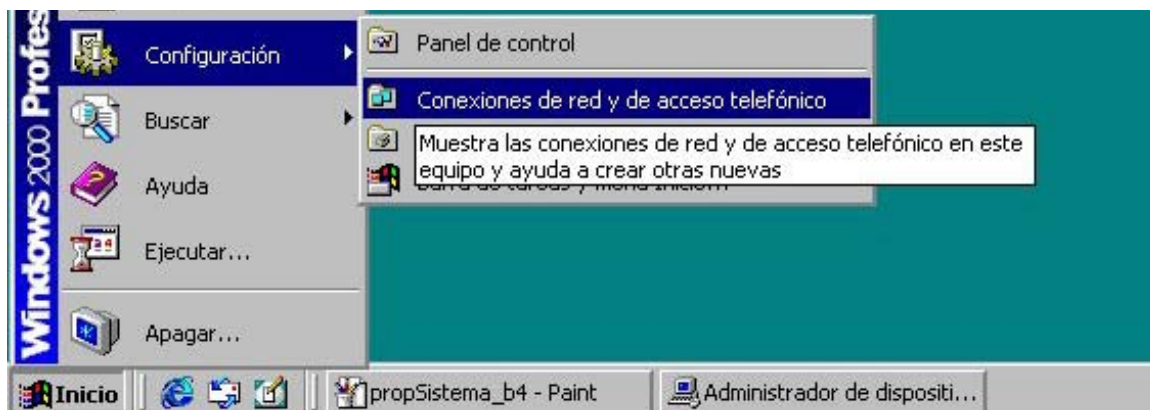 Windows 2000 Profes
Configuración
Buscar
Ayuda
Ejecutar...
Apagar...
Panel de control
Conexiones de red y de acceso telefónico
Muestra las conexiones de red y de acceso telefónico en este
equipo y ayuda a crear otras nuevas
Inicio
propSistema_b4 - Paint
Administrador de dispositi...